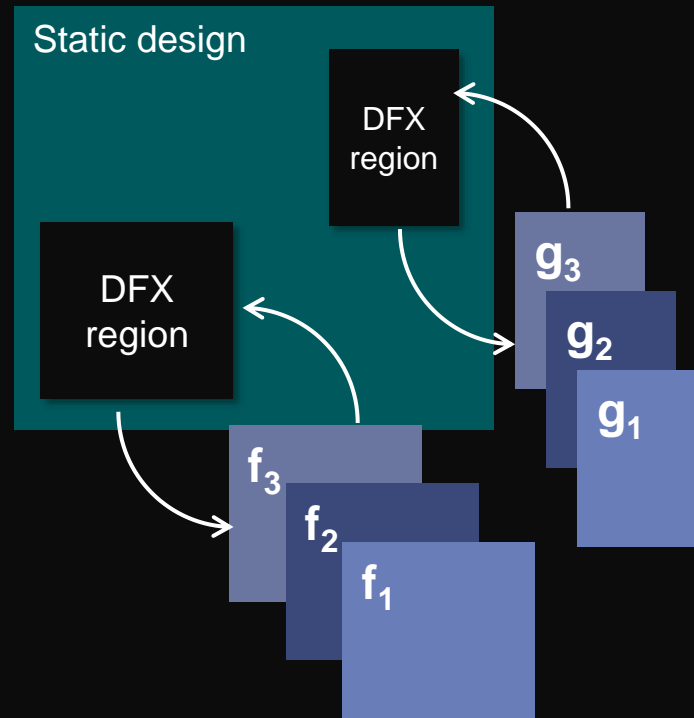 Static design
DFX
region
DFX
region
g₃
g₂
g₁
f₃
f₂
f₁